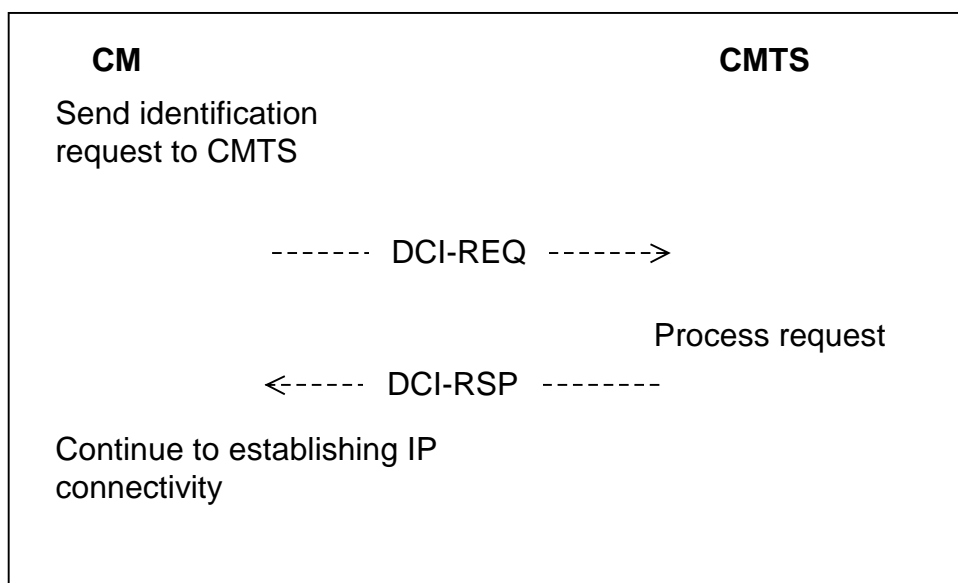 CM
CMTS
Send identification
request to CMTS
DCI-REQ
Process request
DCI-RSP
Continue to establishing IP
connectivity